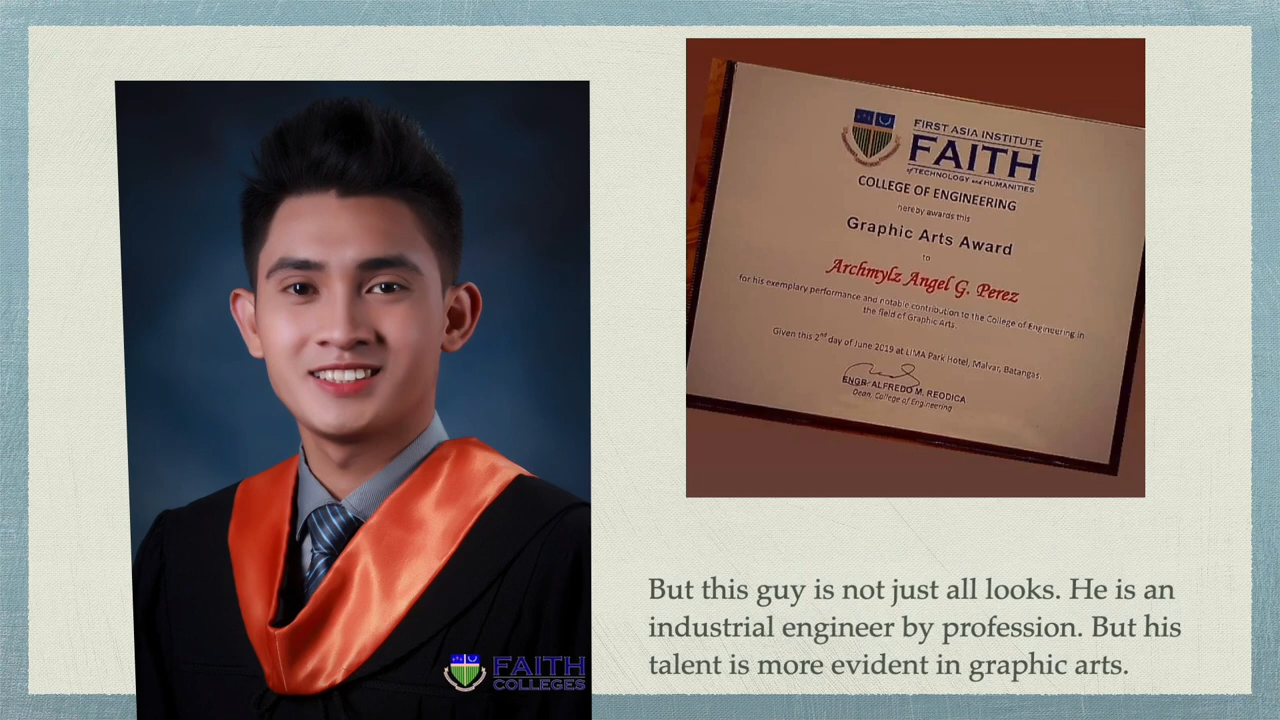 FAITH
COLLEGES
FIRST ASIA INSTITUTE
FAITH
of TECHNOLOGY and HUMANITIES
COLLEGE OF ENGINEERING
hereby awards this
Graphic Arts Award
to
Archmylz Angel G. Perez
for his exemplary performance and notable contribution to the College of Engineering in
the field of Graphic Arts.
Given this 2nd day of June 2019 at LIMA Park Hotel, Malvar, Batangas.
ENGR. ALFREDO M. REODICA
Dean, College of Engineering
But this guy is not just all looks. He is an
industrial engineer by profession. But his
talent is more evident in graphic arts.